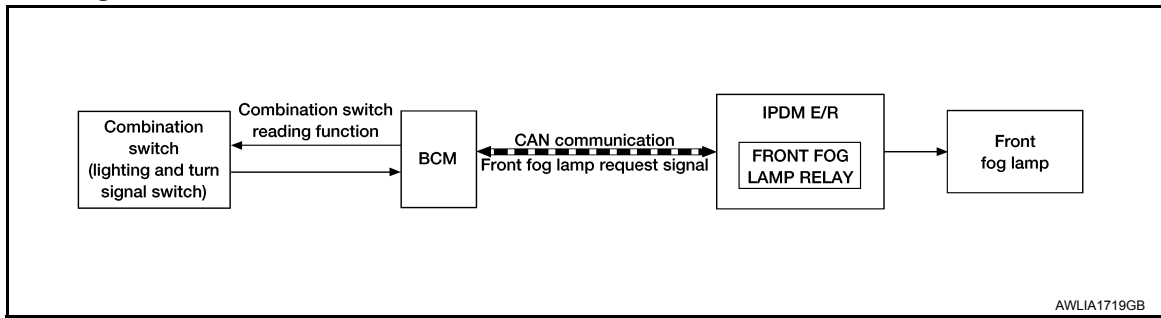 Combination switch
reading function
Combination
switch
(lighting and turn
signal switch)
BCM
CAN communication
Front fog lamp request signal
IPDM E/R
FRONT FOG
LAMP RELAY
Front
fog lamp
AWLIA1719GB